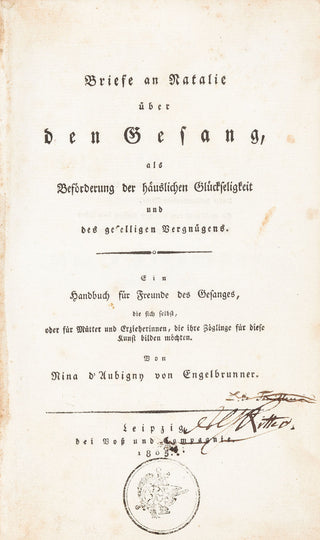 Briefe an Natalie
über
den Gesang,
als
Beförderung der häuslichen Glückseligkeit
und
des geselligen Vergnügens.
Ein
Handbuch für Freunde des Gesanges,
die sich selbst,
oder für Mütter und Erzieherinnen, die ihre Zöglinge für diese
Kunst bilden möchten.
Von
Nina d'Aubigny von Engelbrunner.
Ritter.
Leipzig,
bei Voß und Compagnie.